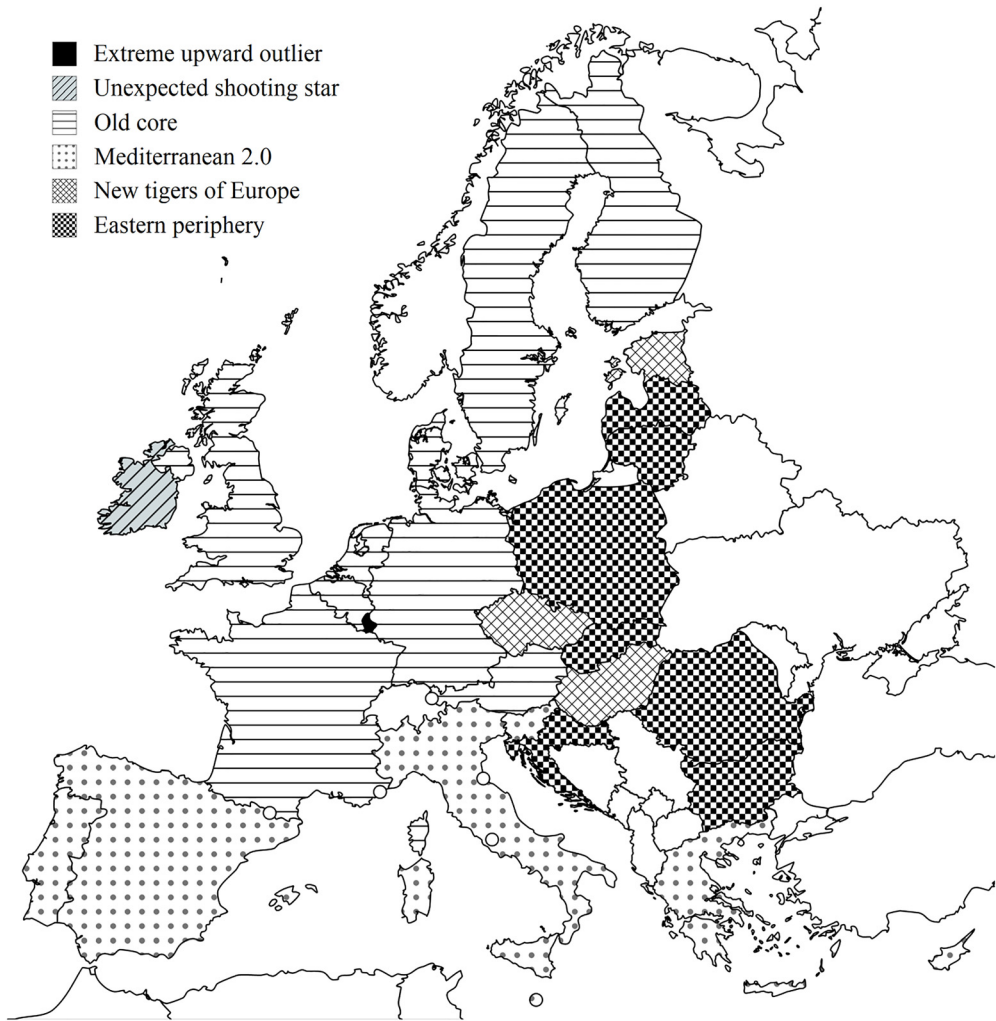 Extreme upward outlier
Unexpected shooting star
Old core
Mediterranean 2.0
New tigers of Europe
Eastern periphery